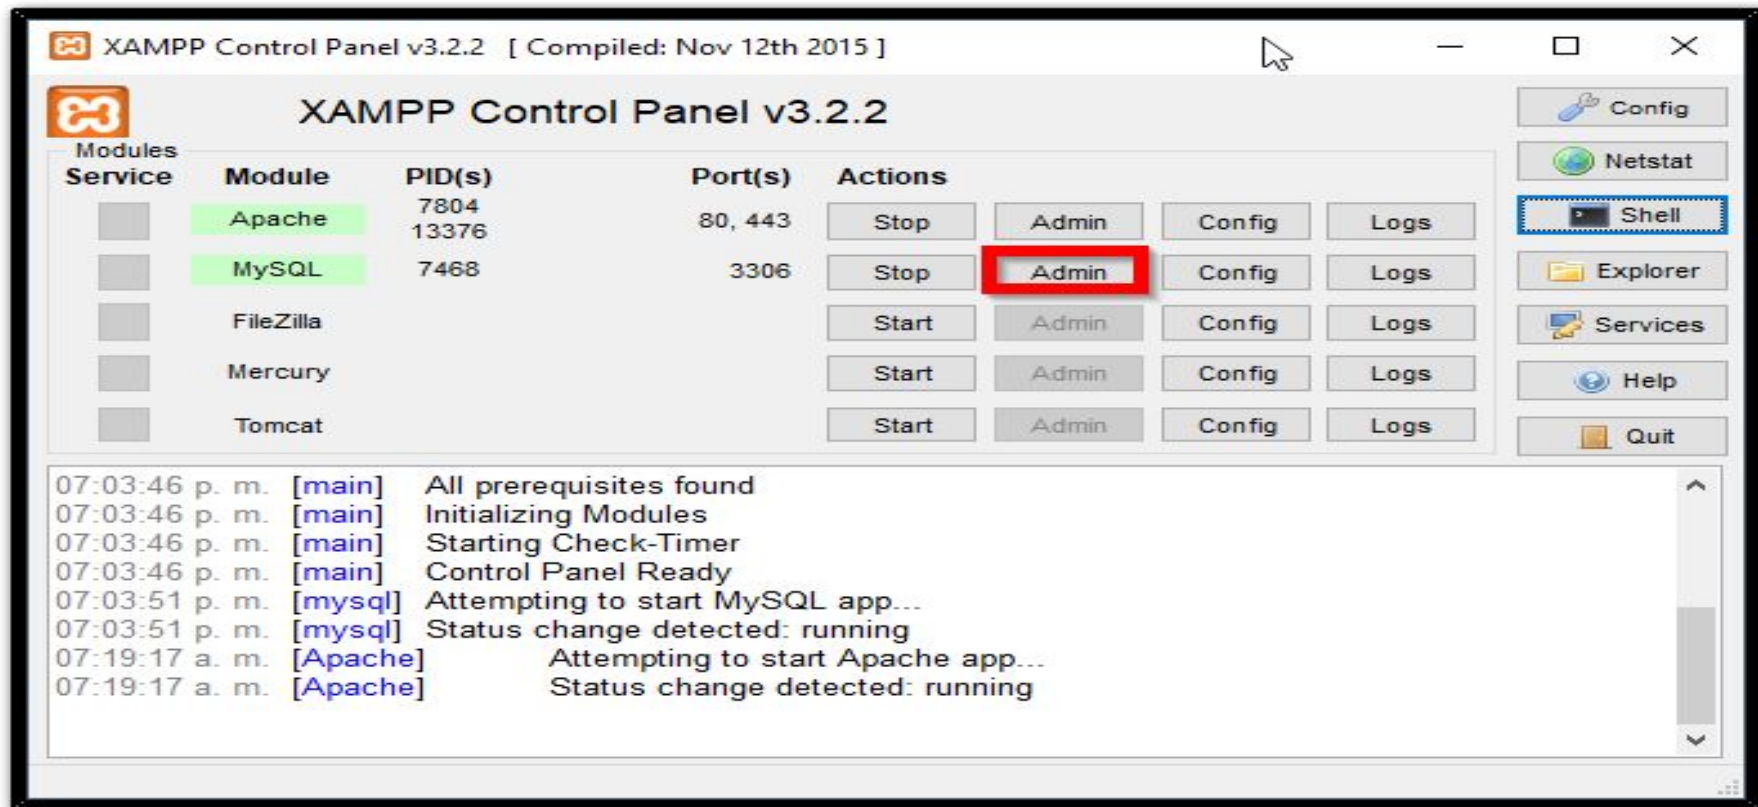 XAMPP Control Panel v3.2.2 [ Compiled: Nov 12th 2015 ]
XAMPP Control Panel v3.2.2
Config
Modules
Netstat
Service Module PID(s) Port(s) Actions
Apache 7804 13376 80, 443 Stop Admin Config Logs
Shell
MySQL 7468 3306 Stop Admin Config Logs
Explorer
FileZilla Start Admin Config Logs
Services
Mercury Start Admin Config Logs
Help
Tomcat Start Admin Config Logs
Quit
07:03:46 p. m. [main] All prerequisites found
07:03:46 p. m. [main] Initializing Modules
07:03:46 p. m. [main] Starting Check-Timer
07:03:46 p. m. [main] Control Panel Ready
07:03:51 p. m. [mysql] Attempting to start MySQL app...
07:03:51 p. m. [mysql] Status change detected: running
07:19:17 a. m. [Apache] Attempting to start Apache app...
07:19:17 a. m. [Apache] Status change detected: running